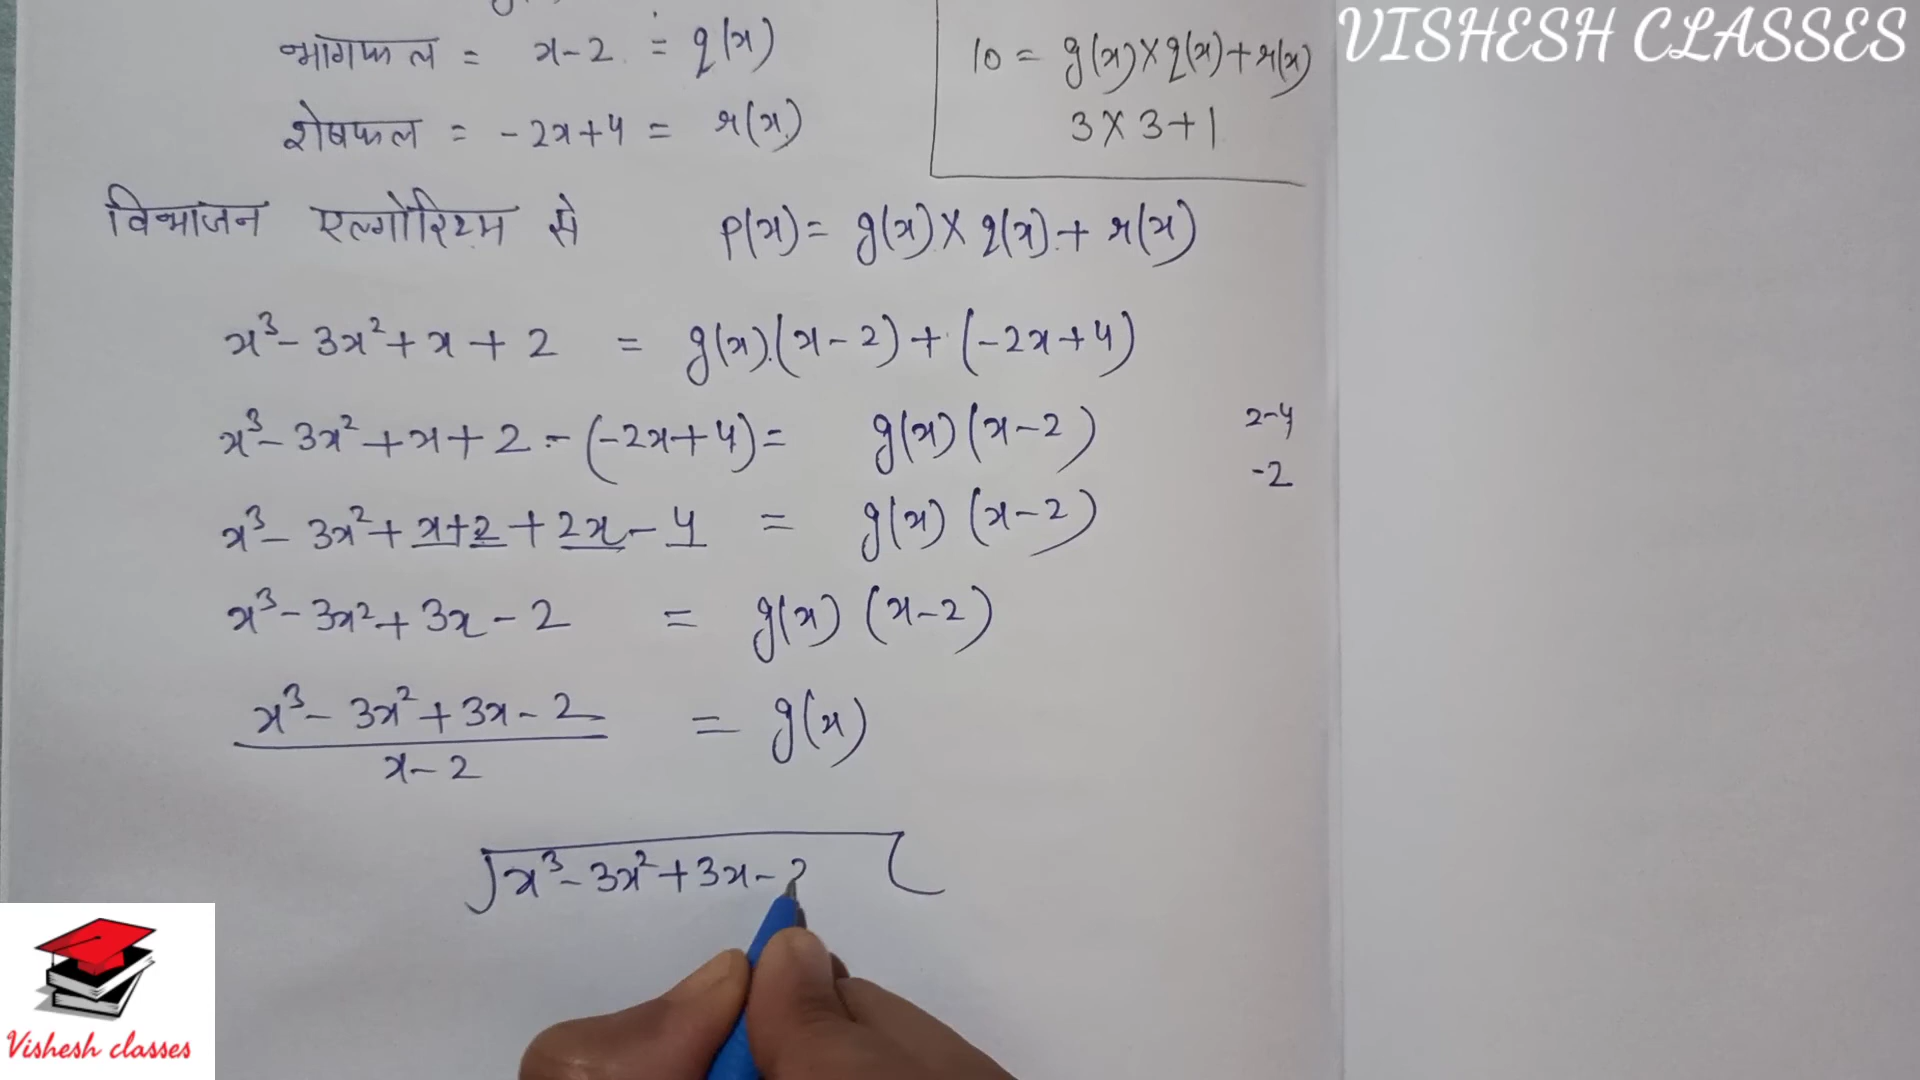 VISHESH CLASSES
भागफल = x-2 = q(x)
शेषफल = -2x+4 = r(x)
10 = g(x)×q(x)+r(x)
3×3+1
विभाजन एल्गोरिथ्म से p(x) = g(x)×q(x)+r(x)
x³-3x²+x+2 = g(x)(x-2)+(-2x+4)
x³-3x²+x+2-(-2x+4) = g(x)(x-2)
2-4
-2
x³-3x²+x+2+2x-4 = g(x)(x-2)
x³-3x²+3x-2 = g(x)(x-2)
x³-3x²+3x-2 = g(x)
x-2
x³-3x²+3x-2
Vishesh classes